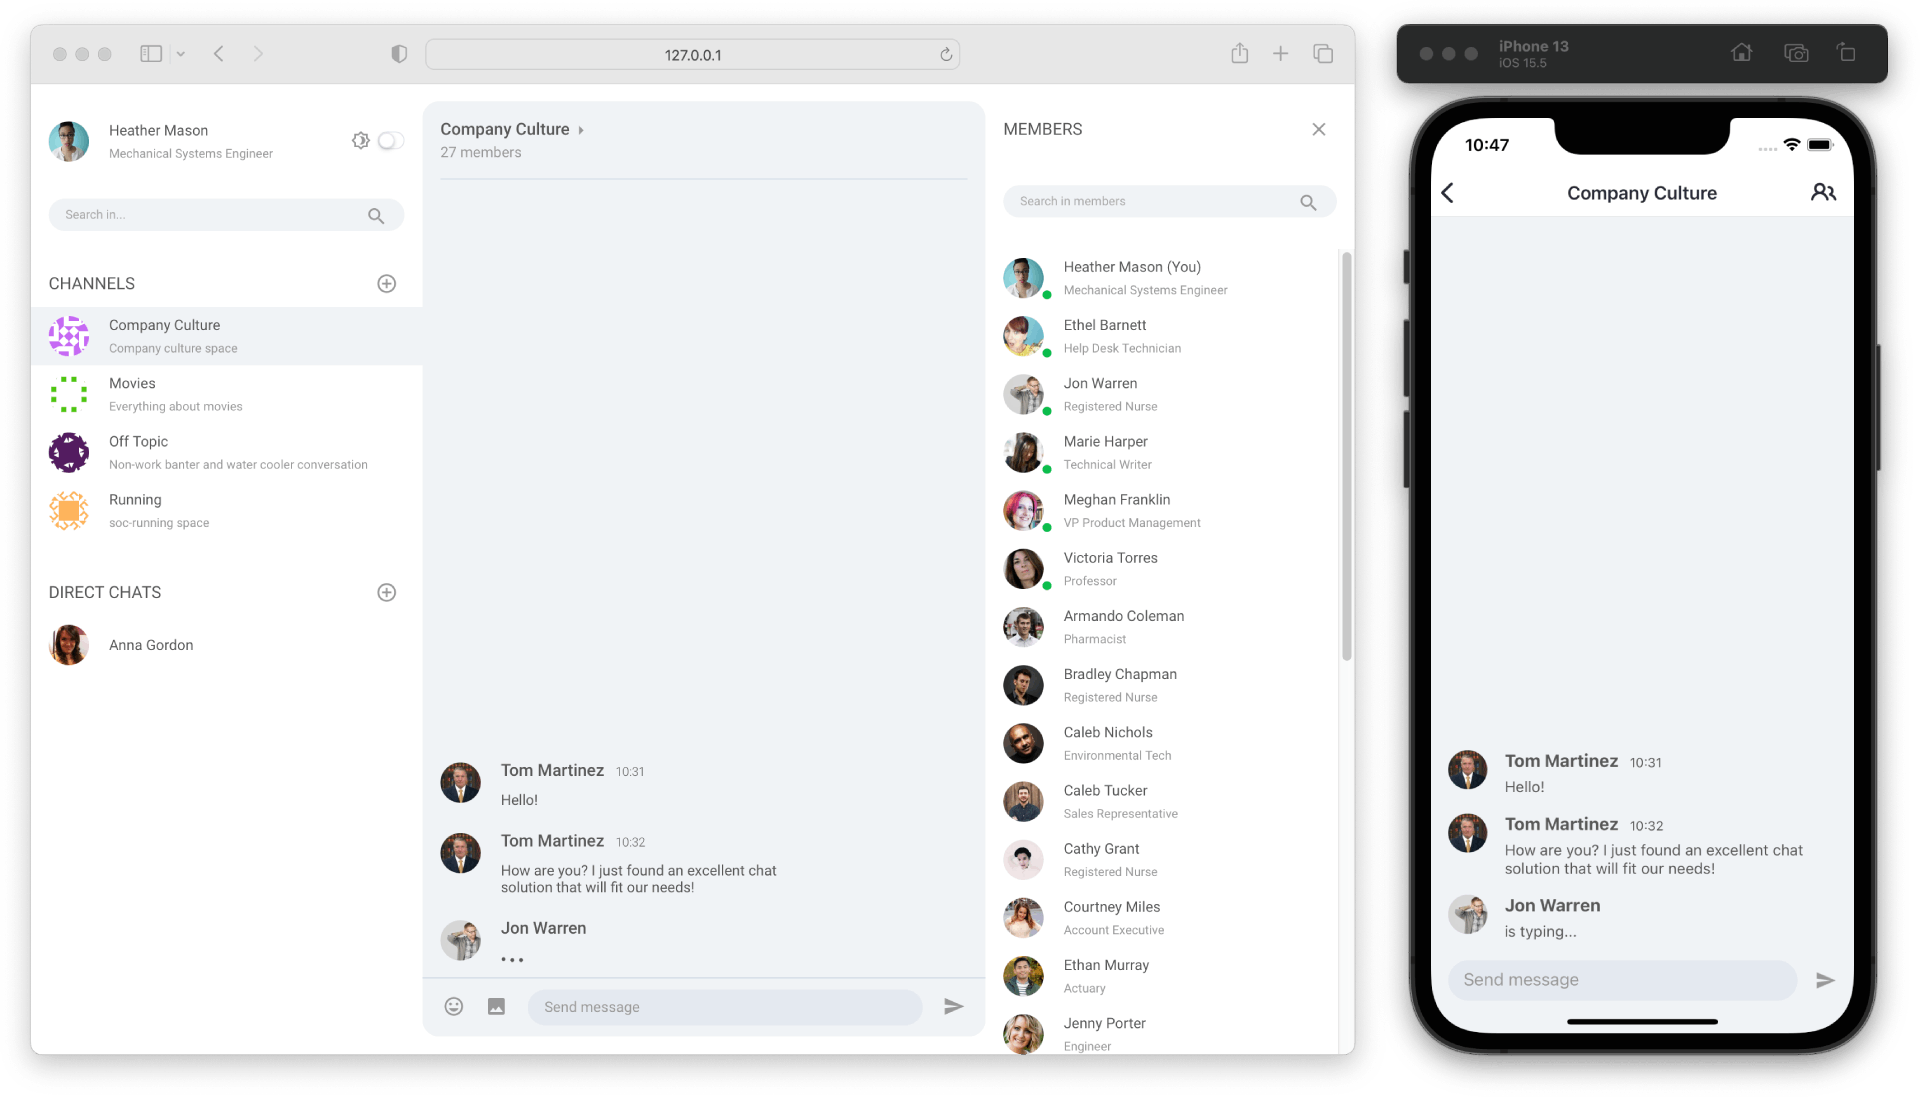 127.0.0.1
Heather Mason
Mechanical Systems Engineer
Search in...
CHANNELS
Company Culture
Company culture space
Movies
Everything about movies
Off Topic
Non-work banter and water cooler conversation
Running
soc-running space
DIRECT CHATS
Anna Gordon
Company Culture
27 members
Tom Martinez 10:31
Hello!
Tom Martinez 10:32
How are you? I just found an excellent chat
solution that will fit our needs!
Jon Warren
Send message
MEMBERS
Search in members
Heather Mason (You)
Mechanical Systems Engineer
Ethel Barnett
Help Desk Technician
Jon Warren
Registered Nurse
Marie Harper
Technical Writer
Meghan Franklin
VP Product Management
Victoria Torres
Professor
Armando Coleman
Pharmacist
Bradley Chapman
Registered Nurse
Caleb Nichols
Environmental Tech
Caleb Tucker
Sales Representative
Cathy Grant
Registered Nurse
Courtney Miles
Account Executive
Ethan Murray
Actuary
Jenny Porter
Engineer
iPhone 13
iOS 15.5
10:47
Company Culture
Tom Martinez 10:31
Hello!
Tom Martinez 10:32
How are you? I just found an excellent chat
solution that will fit our needs!
Jon Warren
is typing...
Send message